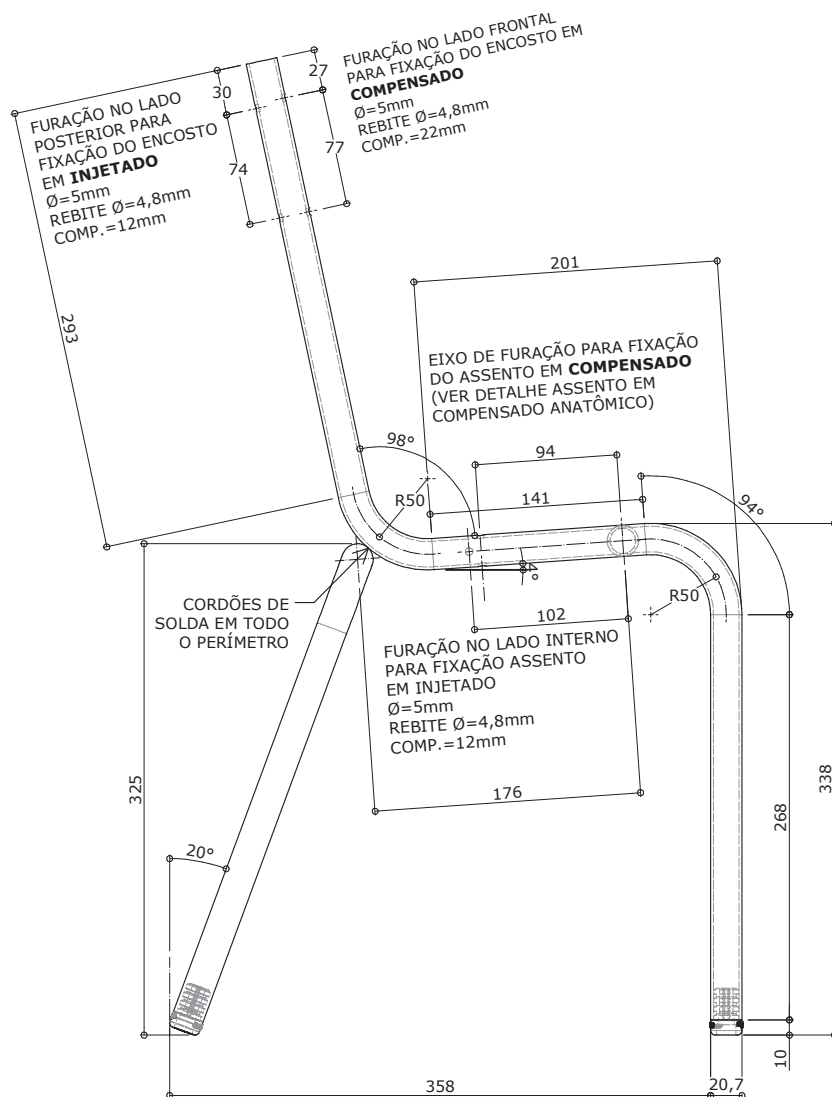 FURAÇÃO NO LADO FRONTAL
PARA FIXAÇÃO DO ENCOSTO EM
COMPENSADO
Ø=5mm
REBITE Ø=4,8mm
COMP.=22mm
27
30
FURAÇÃO NO LADO
POSTERIOR PARA
FIXAÇÃO DO ENCOSTO
EM INJETADO
Ø=5mm
REBITE Ø=4,8mm
COMP.=12mm
74
77
293
201
EIXO DE FURAÇÃO PARA FIXAÇÃO
DO ASSENTO EM COMPENSADO
(VER DETALHE ASSENTO EM
COMPENSADO ANATÔMICO)
98°
94
R50
141
94°
CORDÕES DE
SOLDA EM TODO
O PERÍMETRO
R50
102
FURAÇÃO NO LADO INTERNO
PARA FIXAÇÃO ASSENTO
EM INJETADO
Ø=5mm
REBITE Ø=4,8mm
COMP.=12mm
176
325
338
268
20°
10
358
20,7